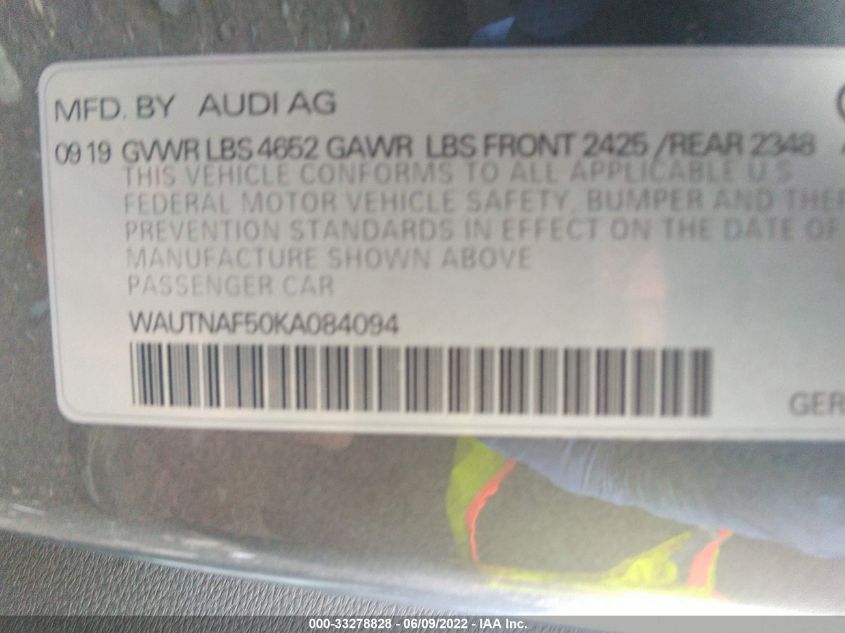 MFD. BY AUDI AG
09 19 GVWR LBS 4652 GAWR LBS FRONT 2425 /REAR 2348
THIS VEHICLE CONFORMS TO ALL APPLICABLE U.S
FEDERAL MOTOR VEHICLE SAFETY, BUMPER AND THEF
PREVENTION STANDARDS IN EFFECT ON THE DATE OF
MANUFACTURE SHOWN ABOVE
PASSENGER CAR
WAUTNAF50KA084094
GER
000-33278828 - 06/09/2022 - IAA Inc.